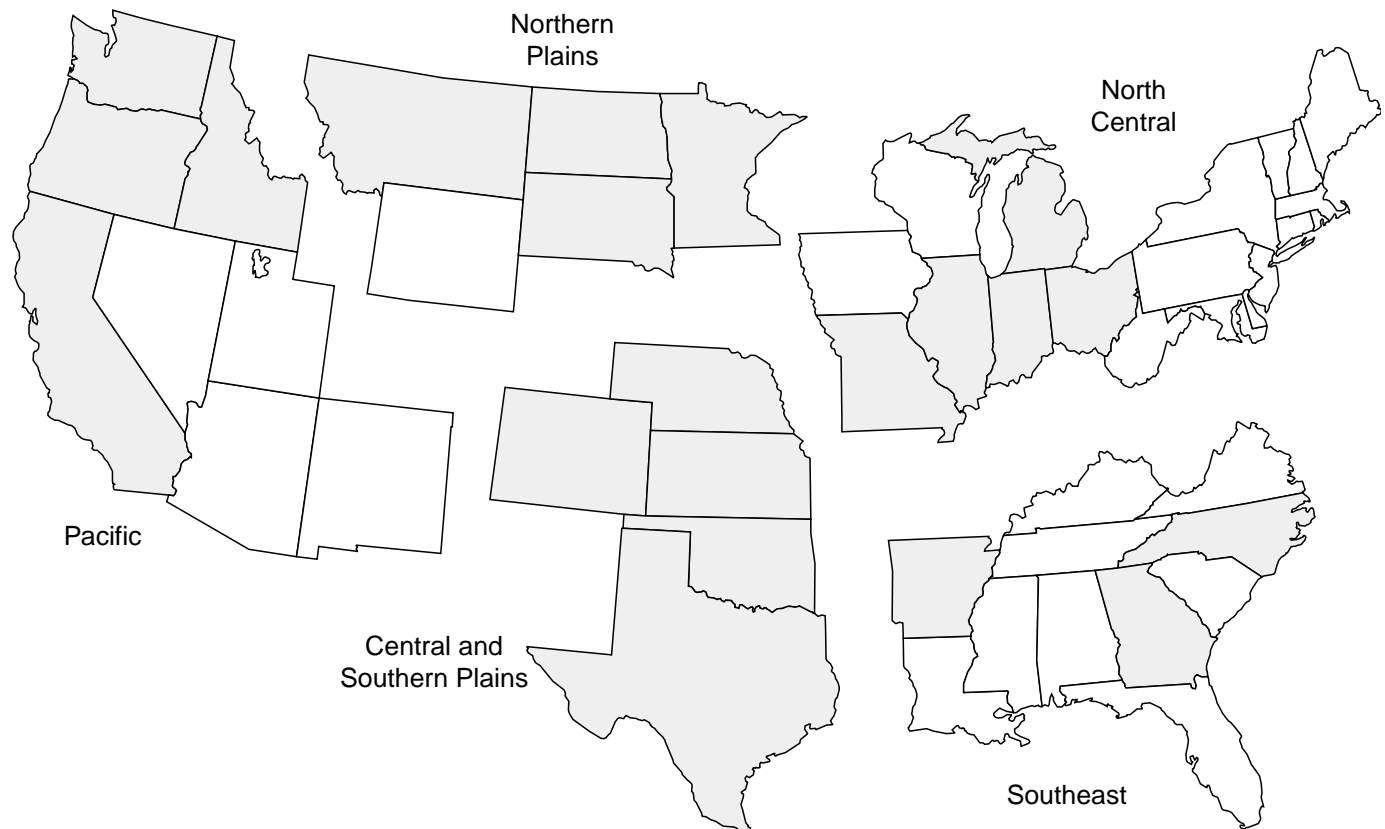 Northern
Plains
North
Central
Pacific
Central and
Southern Plains
Southeast